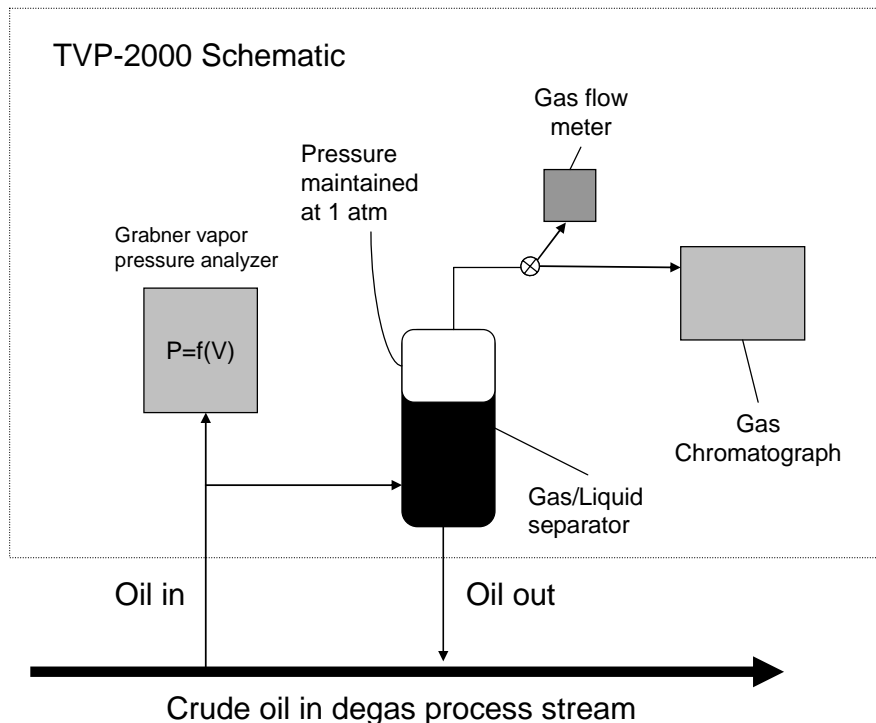 TVP-2000 Schematic
Gas flow
meter
Pressure
maintained
at 1 atm
Grabner vapor
pressure analyzer
P=f(V)
Gas
Chromatograph
Gas/Liquid
separator
Oil in
Oil out
Crude oil in degas process stream